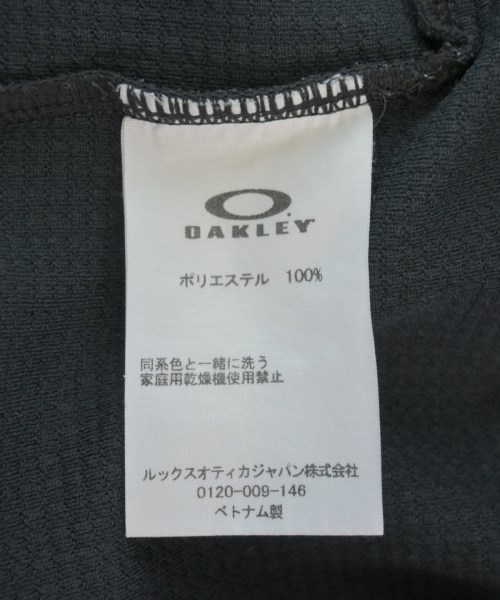 OAKLEY
ポリエステル 100%
同系色と一緒に洗う
家庭用乾燥機使用禁止
ルックスオティカジャパン株式会社
0120-009-146
ベトナム製